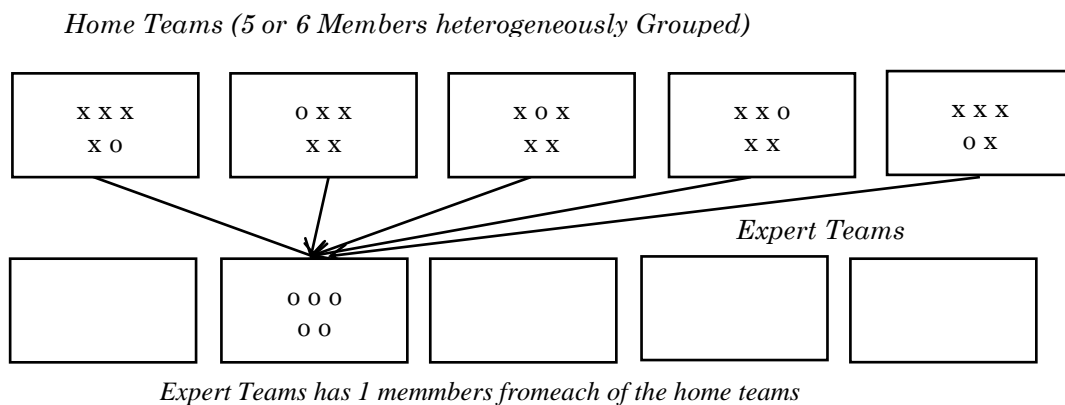 Home Teams (5 or 6 Members heterogeneously Grouped)
x x x
x o
o x x
x x
x o x
x x
x x o
x x
x x x
o x
Expert Teams
o o o
o o
Expert Teams has 1 memmbers fromeach of the home teams